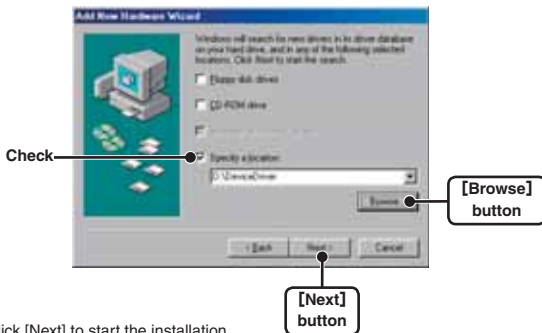 Add New Hardware Wizard
Windows will search for new drivers in its driver database
on your hard drive, and in any of the following selected
locations. Click Next to start the search.
Floppy disk drives
CD-ROM drive
Check
Specify a location:
D:\DeviceDriver
Browse...
[Browse]
button
< Back
Next >
Cancel
[Next]
button
lick [Next] to start the installation